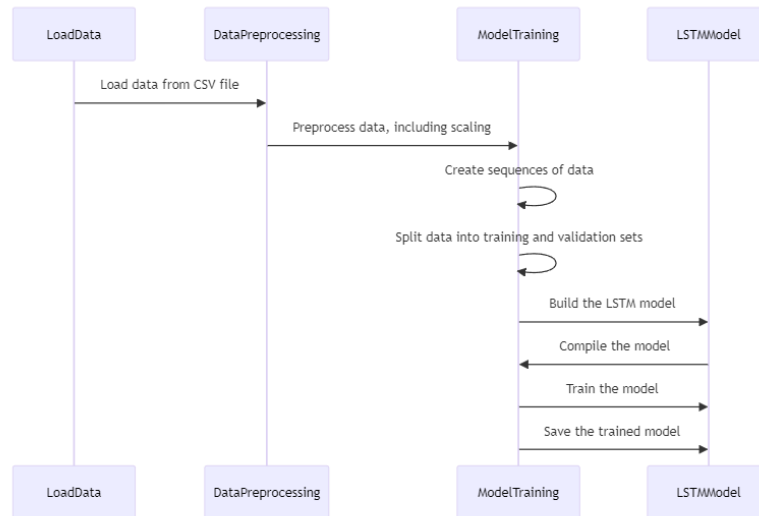 LoadData
DataPreprocessing
ModelTraining
LSTMModel
Load data from CSV file
Preprocess data, including scaling
Create sequences of data
Split data into training and validation sets
Build the LSTM model
Compile the model
Train the model
Save the trained model
LoadData
DataPreprocessing
ModelTraining
LSTMModel